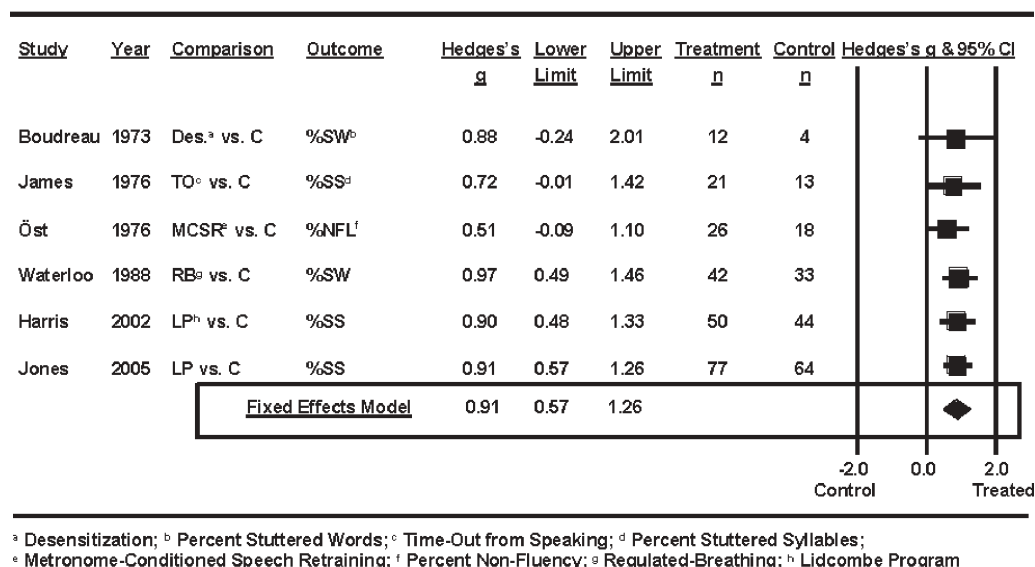 Study Year Comparison Outcome Hedges's g Lower Limit Upper Limit Treatment n Control n Hedges's g & 95% CI
Boudreau 1973 Des.ᵃ vs. C %SWᵇ 0.88 -0.24 2.01 12 4
James 1976 TOᶜ vs. C %SSᵈ 0.72 -0.01 1.42 21 13
Öst 1976 MCSRᵉ vs. C %NFLᶠ 0.51 -0.09 1.10 26 18
Waterloo 1988 RBᵍ vs. C %SW 0.97 0.49 1.46 42 33
Harris 2002 LPʰ vs. C %SS 0.90 0.48 1.33 50 44
Jones 2005 LP vs. C %SS 0.91 0.57 1.26 77 64
Fixed Effects Model 0.91 0.57 1.26
-2.0 0.0 2.0
Control Treated
ᵃ Desensitization; ᵇ Percent Stuttered Words; ᶜ Time-Out from Speaking; ᵈ Percent Stuttered Syllables;
ᵉ Metronome-Conditioned Speech Retraining; ᶠ Percent Non-Fluency; ᵍ Regulated-Breathing; ʰ Lidcombe Program